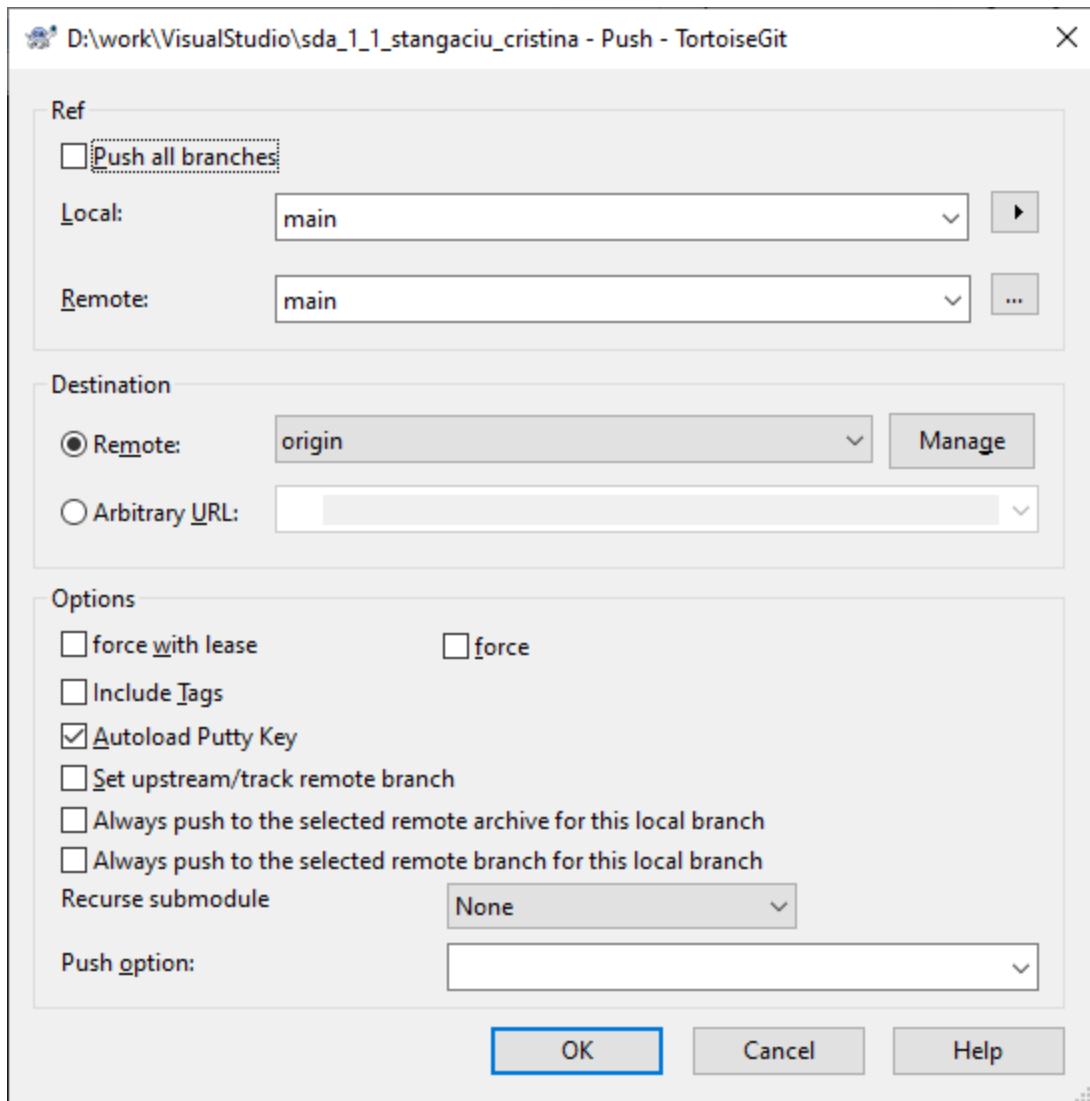 D:\work\VisualStudio\sda_1_1_stangaciu_cristina - Push - TortoiseGit
Ref
Push all branches
Local:
main
Remote:
main
...
Destination
Remote:
origin
Manage
Arbitrary URL:
Options
force with lease
force
Include Tags
Autoload Putty Key
Set upstream/track remote branch
Always push to the selected remote archive for this local branch
Always push to the selected remote branch for this local branch
Recurse submodule
None
Push option:
OK
Cancel
Help